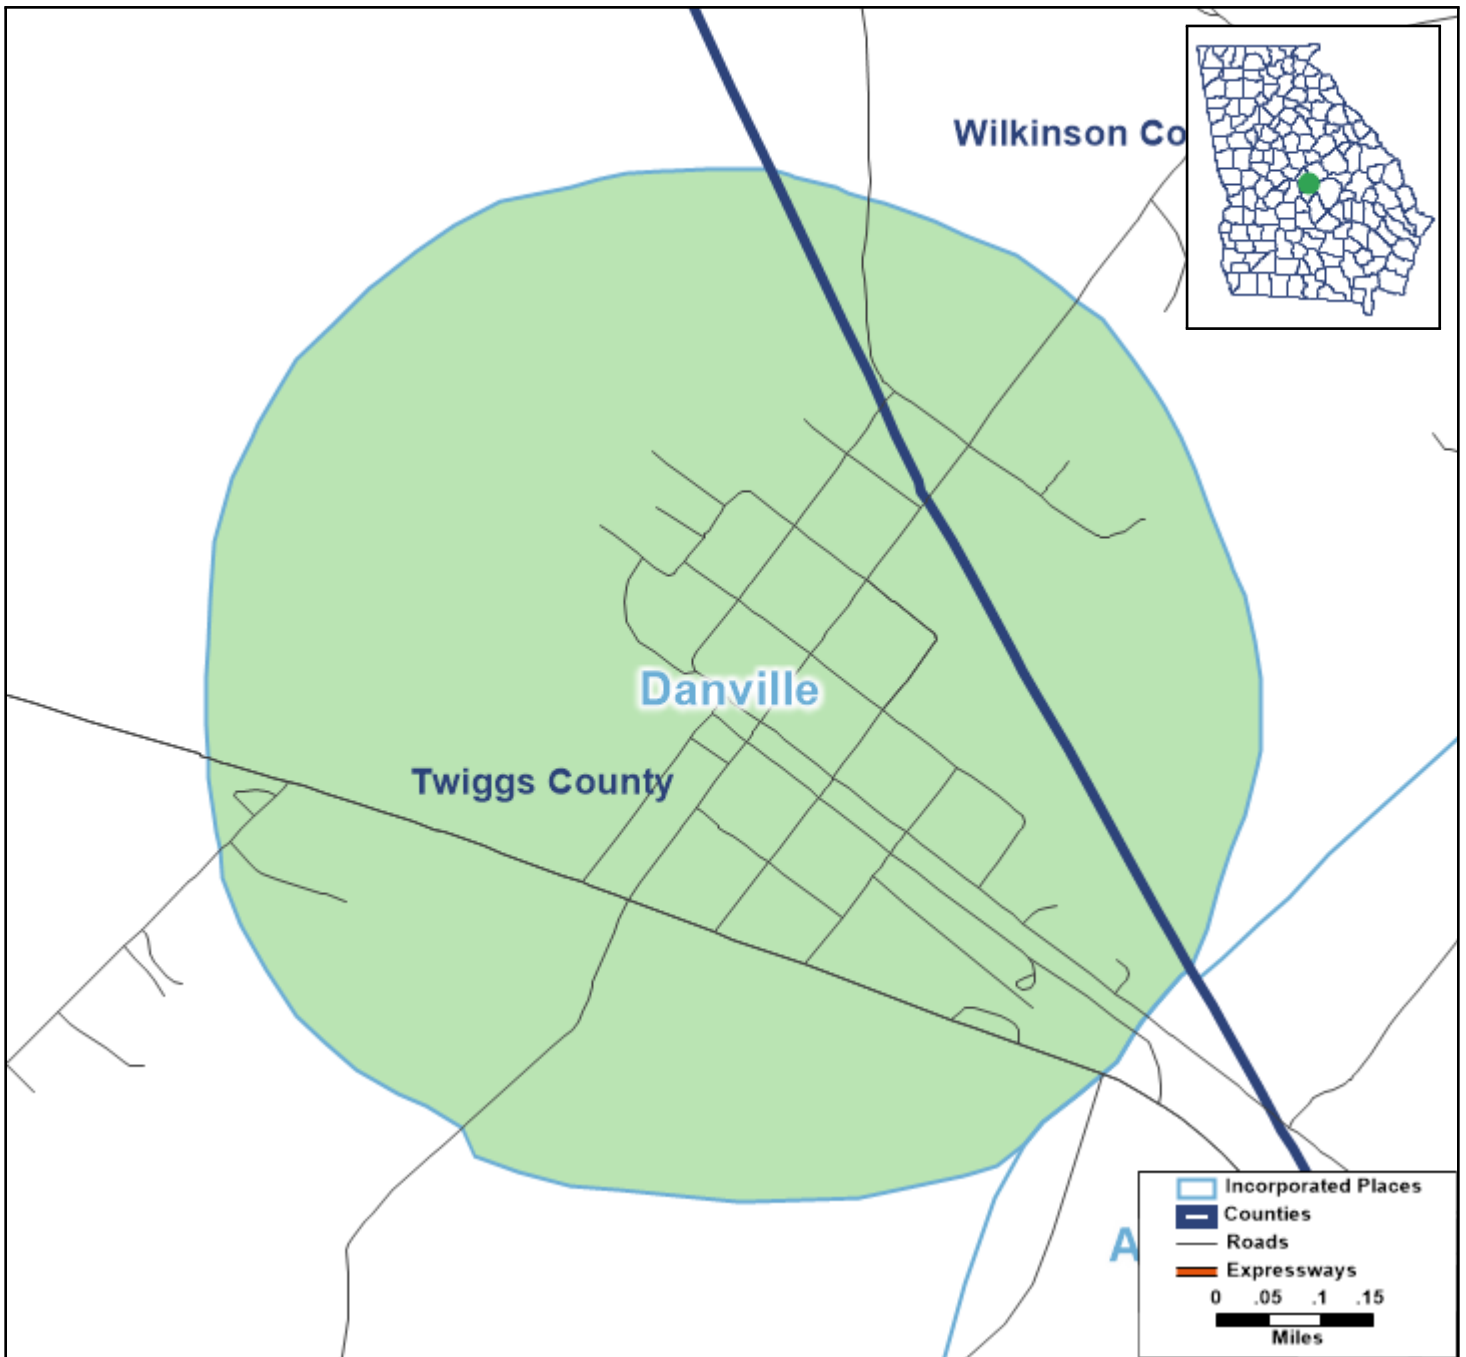 Wilkinson Co
Danville
Twiggs County
A
Incorporated Places
Counties
Roads
Expressways
0 .05 .1 .15
Miles